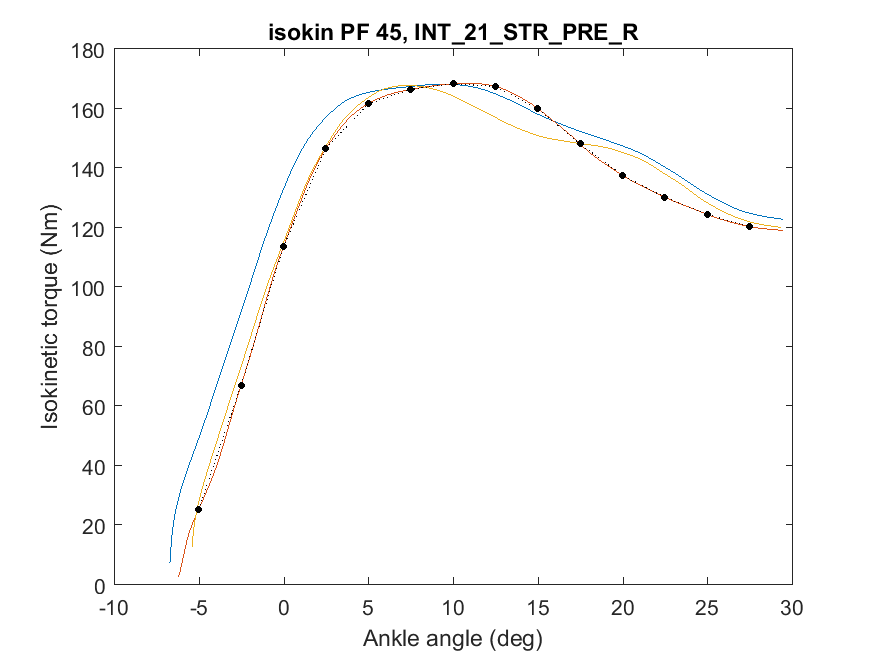 isokin PF 45, INT_21_STR_PRE_R
180
160
140
120
100
80
60
40
20
0
Isokinetic torque (Nm)
-10 -5 0 5 10 15 20 25 30
Ankle angle (deg)